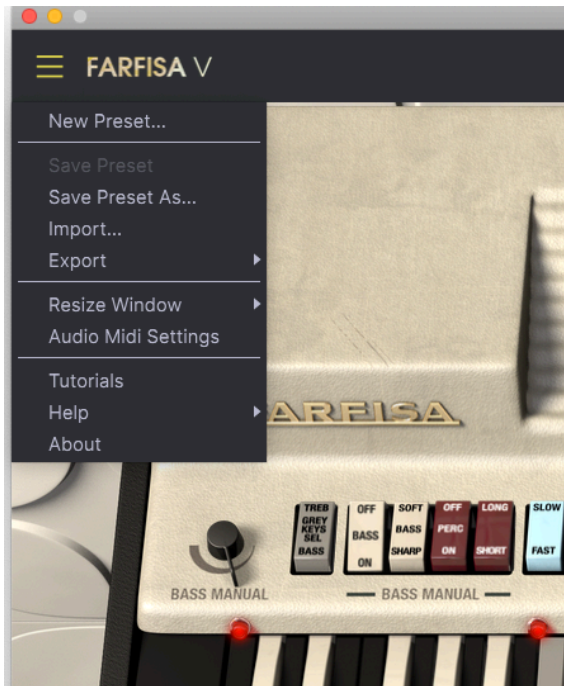 FARFISA V
New Preset...
Save Preset
Save Preset As...
Import...
Export
Resize Window
Audio Midi Settings
Tutorials
Help
About
ARFISA
TREB
GREY
KEYS
SEL
BASS
OFF
BASS
ON
SOFT
BASS
SHARP
OFF
PERC
ON
LONG
SHORT
SLOW
FAST
BASS MANUAL
BASS MANUAL